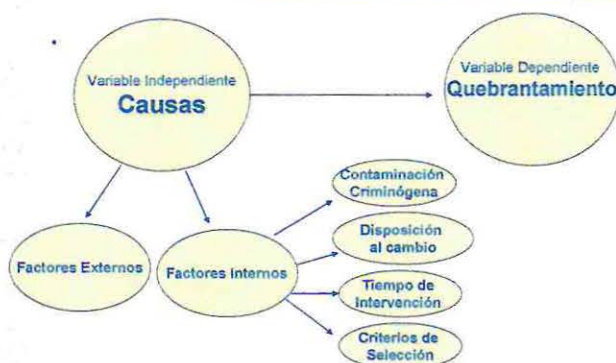 Variable Independiente
Causas
Variable Dependiente
Quebrantamiento
Factores Externos
Factores Internos
Contaminación
Criminógena
Disposición
al cambio
Tiempo de
Intervención
Criterios de
Selección